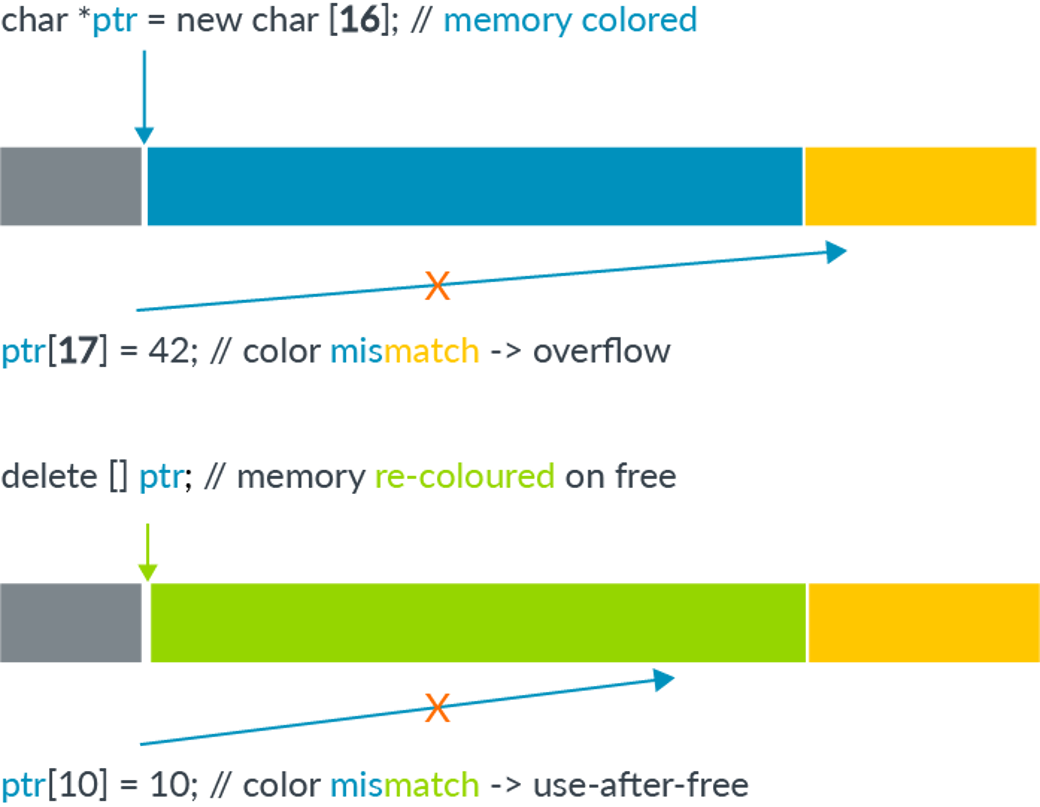 char *ptr = new char [16]; // memory colored
X
ptr[17] = 42; // color mismatch -> overflow
delete [] ptr; // memory re-coloured on free
X
ptr[10] = 10; // color mismatch -> use-after-free